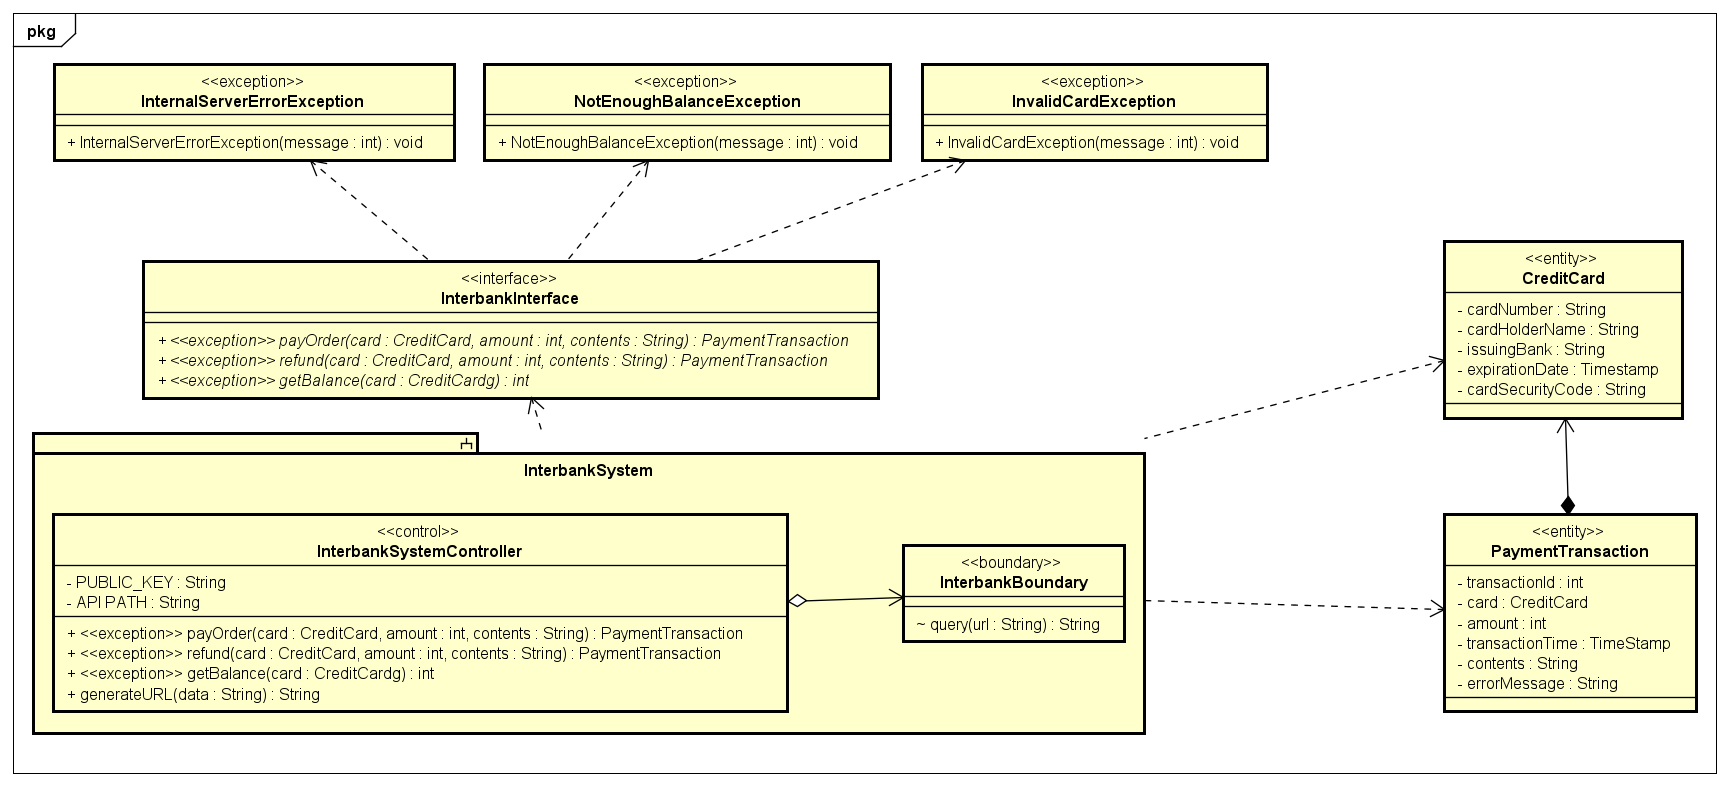 pkg
<<exception>>
InternalServerErrorException
+ InternalServerErrorException(message : int) : void
<<exception>>
NotEnoughBalanceException
+ NotEnoughBalanceException(message : int) : void
<<exception>>
InvalidCardException
+ InvalidCardException(message : int) : void
<<interface>>
InterbankInterface
+ <<exception>> payOrder(card : CreditCard, amount : int, contents : String) : PaymentTransaction
+ <<exception>> refund(card : CreditCard, amount : int, contents : String) : PaymentTransaction
+ <<exception>> getBalance(card : CreditCardg) : int
<<entity>>
CreditCard
- cardNumber : String
- cardHolderName : String
- issuingBank : String
- expirationDate : Timestamp
- cardSecurityCode : String
InterbankSystem
<<control>>
InterbankSystemController
- PUBLIC_KEY : String
- API PATH : String
+ <<exception>> payOrder(card : CreditCard, amount : int, contents : String) : PaymentTransaction
+ <<exception>> refund(card : CreditCard, amount : int, contents : String) : PaymentTransaction
+ <<exception>> getBalance(card : CreditCardg) : int
+ generateURL(data : String) : String
<<boundary>>
InterbankBoundary
~ query(url : String) : String
<<entity>>
PaymentTransaction
- transactionId : int
- card : CreditCard
- amount : int
- transactionTime : TimeStamp
- contents : String
- errorMessage : String